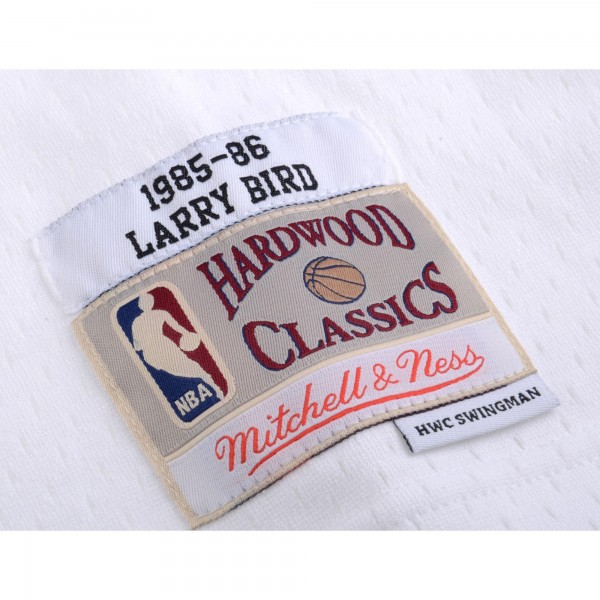 1985-86
LARRY BIRD
HARDWOOD
CLASSICS
NBA
Mitchell & Ness
HWC SWINGMAN